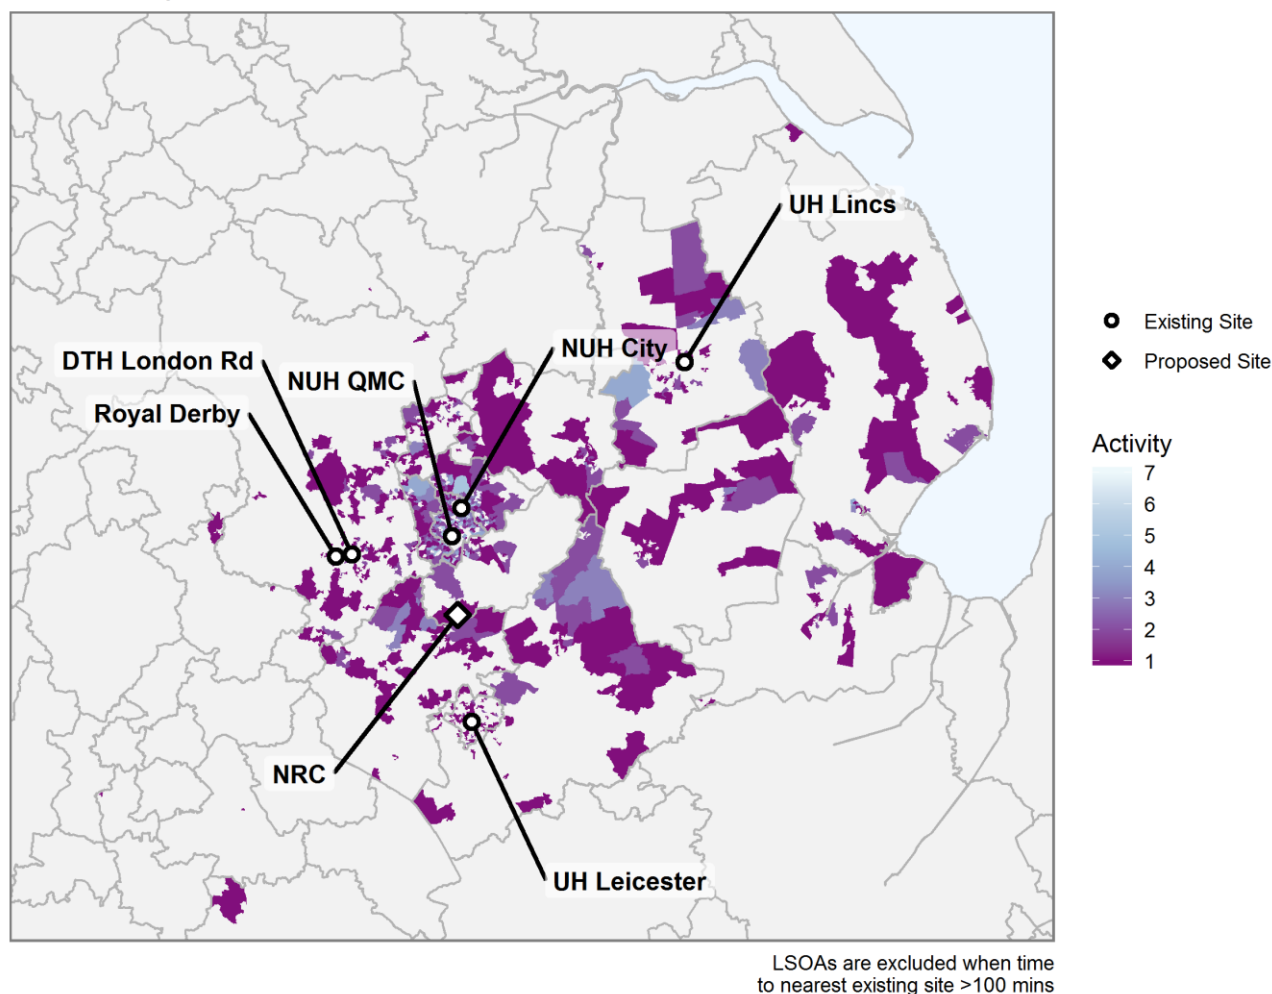 UH Lincs
NUH City
DTH London Rd
NUH QMC
Royal Derby
NRC
UH Leicester
Existing Site
Proposed Site
Activity
7
6
5
4
3
2
1
LSOAs are excluded when time
to nearest existing site >100 mins